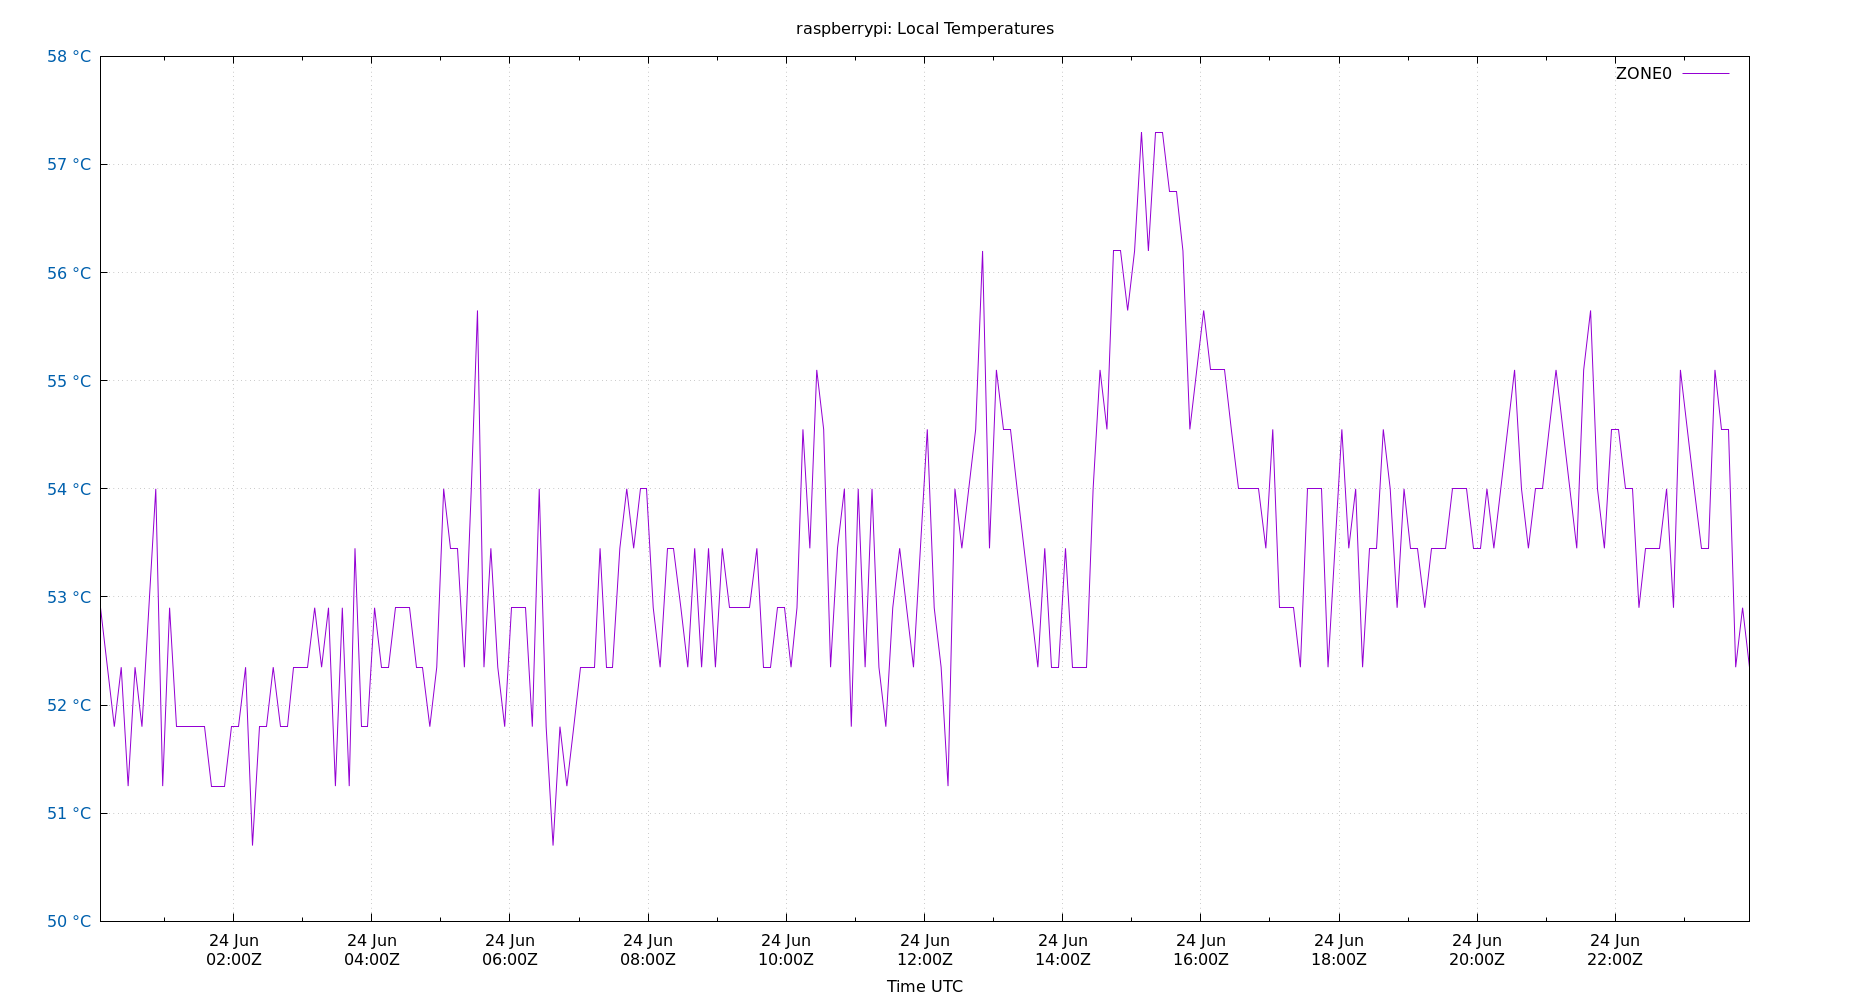 raspberrypi: Local Temperatures
58 °C
ZONE0
57 °C
56 °C
55 °C
54 °C
53 °C
52 °C
51 °C
50 °C
24 Jun 24 Jun 24 Jun 24 Jun 24 Jun 24 Jun 24 Jun 24 Jun 24 Jun 24 Jun 24 Jun
02:00Z 04:00Z 06:00Z 08:00Z 10:00Z 12:00Z 14:00Z 16:00Z 18:00Z 20:00Z 22:00Z
Time UTC